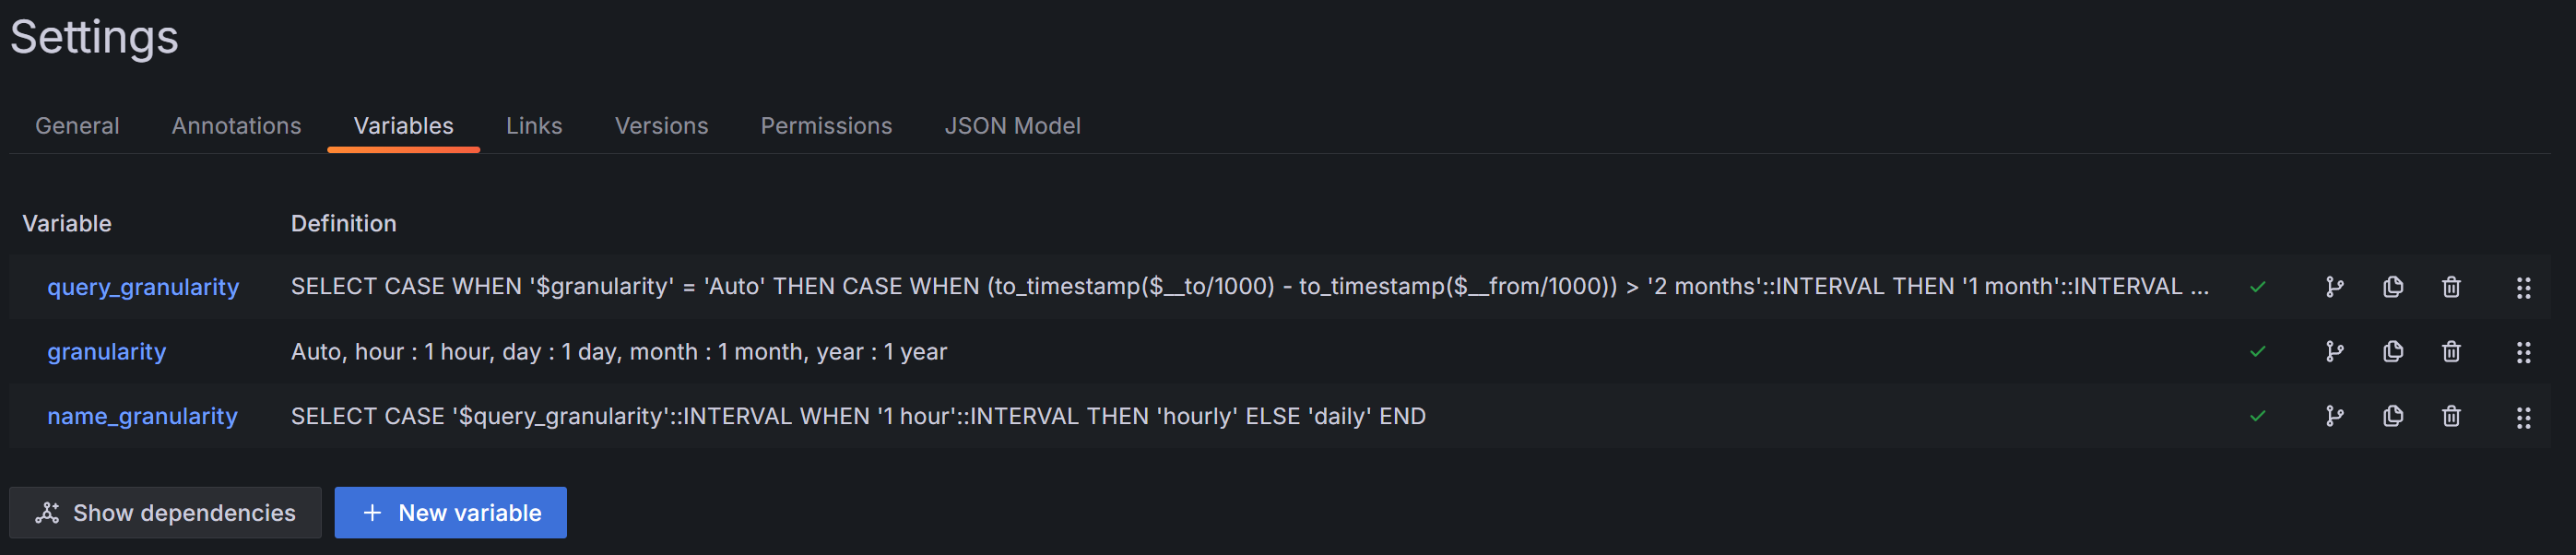 Settings
General Annotations Variables Links Versions Permissions JSON Model
Variable Definition
query_granularity SELECT CASE WHEN '$granularity' = 'Auto' THEN CASE WHEN (to_timestamp($__to/1000) - to_timestamp($__from/1000)) > '2 months'::INTERVAL THEN '1 month'::INTERVAL ...
granularity Auto, hour : 1 hour, day : 1 day, month : 1 month, year : 1 year
name_granularity SELECT CASE '$query_granularity'::INTERVAL WHEN '1 hour'::INTERVAL THEN 'hourly' ELSE 'daily' END
Show dependencies + New variable